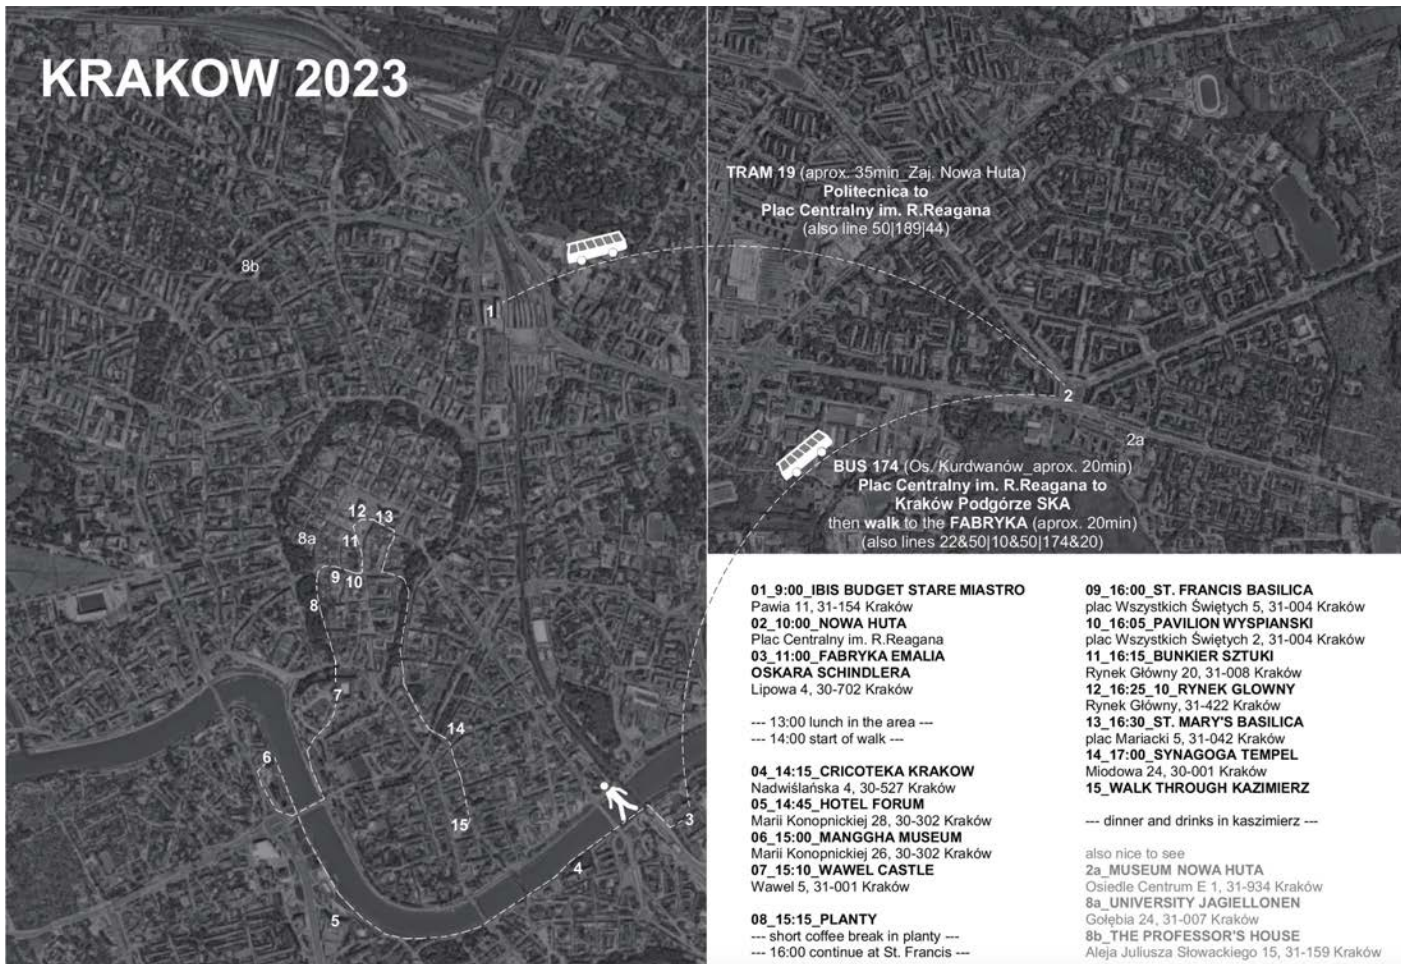 KRAKOW 2023
TRAM 19 (aprox. 35min_Zaj. Nowa Huta)
Politecnica to
Plac Centralny im. R.Reagana
(also line 50|189|44)
8b
1
2
2a
BUS 174 (Os./Kurdwanów_aprox. 20min)
Plac Centralny im. R.Reagana to
Kraków Podgórze SKA
then walk to the FABRYKA (aprox. 20min)
(also lines 22&50|10&50|174&20)
12
13
8a
11
9
10
8
7
14
6
15
3
4
5
01_9:00_IBIS BUDGET STARE MIASTRO
Pawia 11, 31-154 Kraków
02_10:00_NOWA HUTA
Plac Centralny im. R.Reagana
03_11:00_FABRYKA EMALIA
OSKARA SCHINDLERA
Lipowa 4, 30-702 Kraków
--- 13:00 lunch in the area ---
--- 14:00 start of walk ---
04_14:15_CRICOTEKA KRAKOW
Nadwiślańska 4, 30-527 Kraków
05_14:45_HOTEL FORUM
Marii Konopnickiej 28, 30-302 Kraków
06_15:00_MANGGHA MUSEUM
Marii Konopnickiej 26, 30-302 Kraków
07_15:10_WAWEL CASTLE
Wawel 5, 31-001 Kraków
08_15:15_PLANTY
--- short coffee break in planty ---
--- 16:00 continue at St. Francis ---
09_16:00_ST. FRANCIS BASILICA
plac Wszystkich Świętych 5, 31-004 Kraków
10_16:05_PAVILION WYSPIANSKI
plac Wszystkich Świętych 2, 31-004 Kraków
11_16:15_BUNKIER SZTUKI
Rynek Główny 20, 31-008 Kraków
12_16:25_10_RYNEK GLOWNY
Rynek Główny, 31-422 Kraków
13_16:30_ST. MARY'S BASILICA
plac Mariacki 5, 31-042 Kraków
14_17:00_SYNAGOGA TEMPEL
Miodowa 24, 30-001 Kraków
15_WALK THROUGH KAZIMIERZ
--- dinner and drinks in kaszimierz ---
also nice to see
2a_MUSEUM NOWA HUTA
Osiedle Centrum E 1, 31-934 Kraków
8a_UNIVERSITY JAGIELLONEN
Gołębia 24, 31-007 Kraków
8b_THE PROFESSOR'S HOUSE
Aleja Juliusza Słowackiego 15, 31-159 Kraków